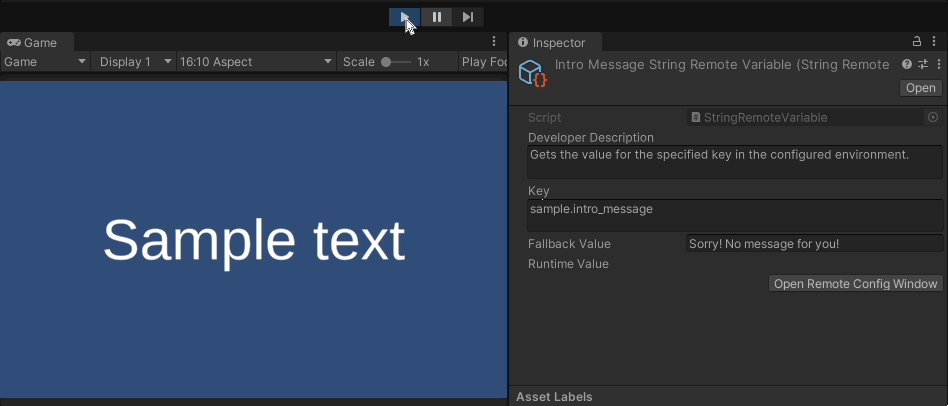 Game
Game
Display 1
16:10 Aspect
Scale
1x
Play Foc
Sample text
Inspector
Intro Message String Remote Variable (String Remote
Open
Script
StringRemoteVariable
Developer Description
Gets the value for the specified key in the configured environment.
Key
sample.intro_message
Fallback Value
Sorry! No message for you!
Runtime Value
Open Remote Config Window
Asset Labels